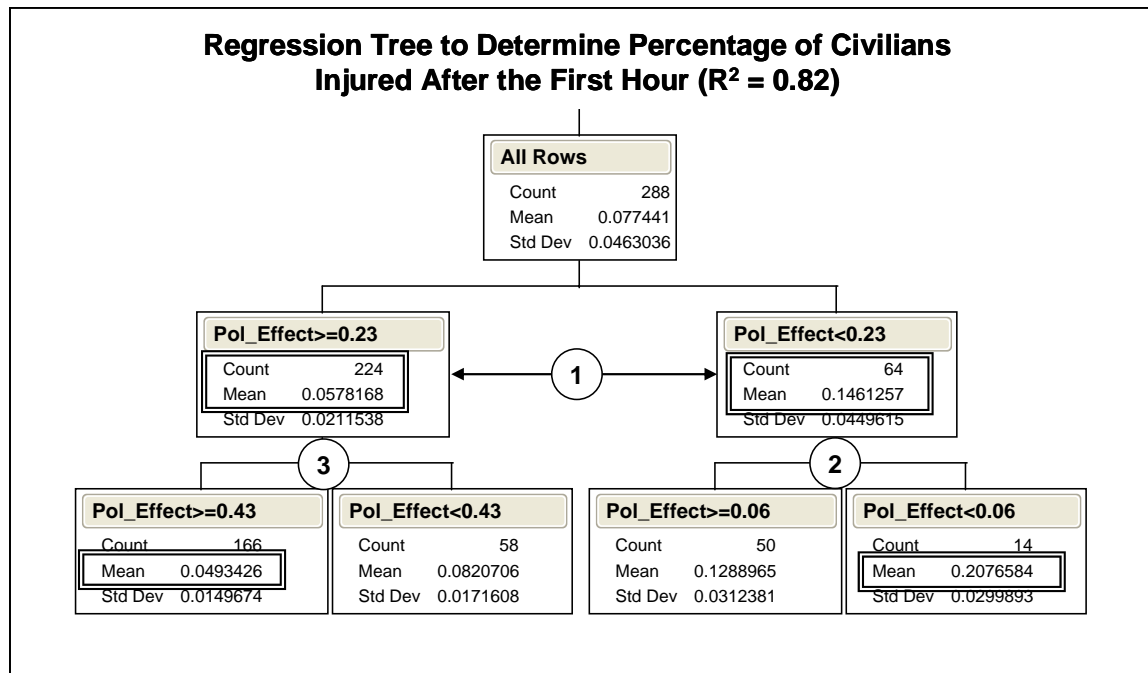 Regression Tree to Determine Percentage of Civilians
Injured After the First Hour (R² = 0.82)
All Rows
Count 288
Mean 0.077441
Std Dev 0.0463036
Pol_Effect>=0.23
Count 224
Mean 0.0578168
Std Dev 0.0211538
1
Pol_Effect<0.23
Count 64
Mean 0.1461257
Std Dev 0.0449615
3
2
Pol_Effect>=0.43
Count 166
Mean 0.0493426
Std Dev 0.0149674
Pol_Effect<0.43
Count 58
Mean 0.0820706
Std Dev 0.0171608
Pol_Effect>=0.06
Count 50
Mean 0.1288965
Std Dev 0.0312381
Pol_Effect<0.06
Count 14
Mean 0.2076584
Std Dev 0.0299893